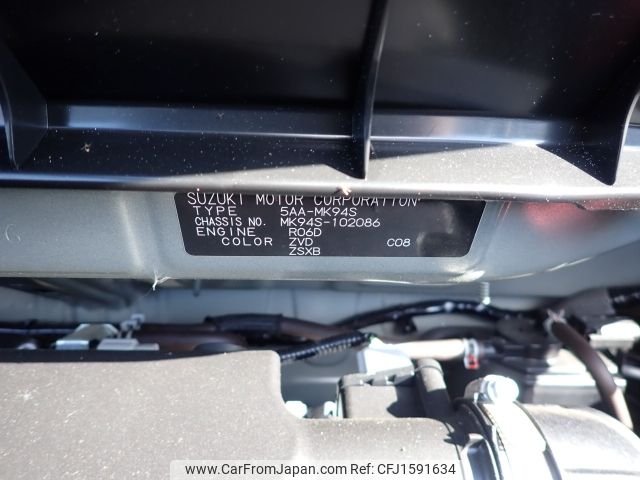 SUZUKI MOTOR CORPORATION
TYPE 5AA-MK94S
CHASSIS NO. MK94S-102086
ENGINE R06D
COLOR ZVD C08
ZSXB
https://www.CarFromJapan.com - CFJ1591634